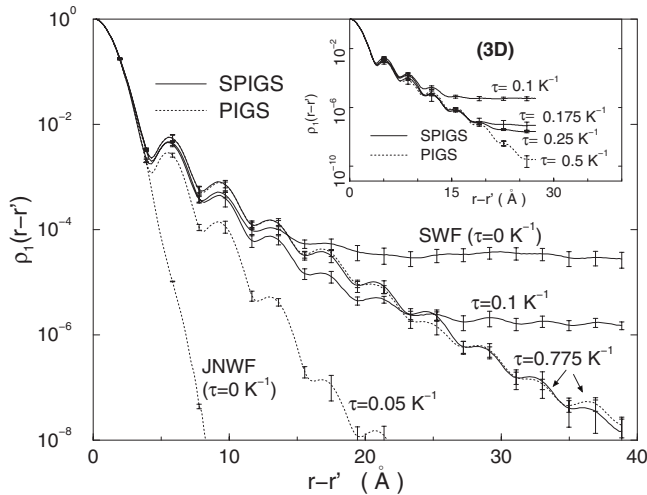 10⁰
10⁻²
10⁻⁴
10⁻⁶
10⁻⁸
ρ₁(r−r')
SPIGS
PIGS
(3D)
10⁻²
10⁻⁶
10⁻¹⁰
ρ₁(r−r')
τ= 0.1 K⁻¹
τ= 0.175 K⁻¹
τ= 0.25 K⁻¹
τ= 0.5 K⁻¹
SPIGS
PIGS
0 15 30
r−r' (Å)
SWF (τ=0 K⁻¹)
τ=0.1 K⁻¹
τ=0.775 K⁻¹
JNWF
(τ=0 K⁻¹)
τ=0.05 K⁻¹
0 10 20 30 40
r−r' (Å)